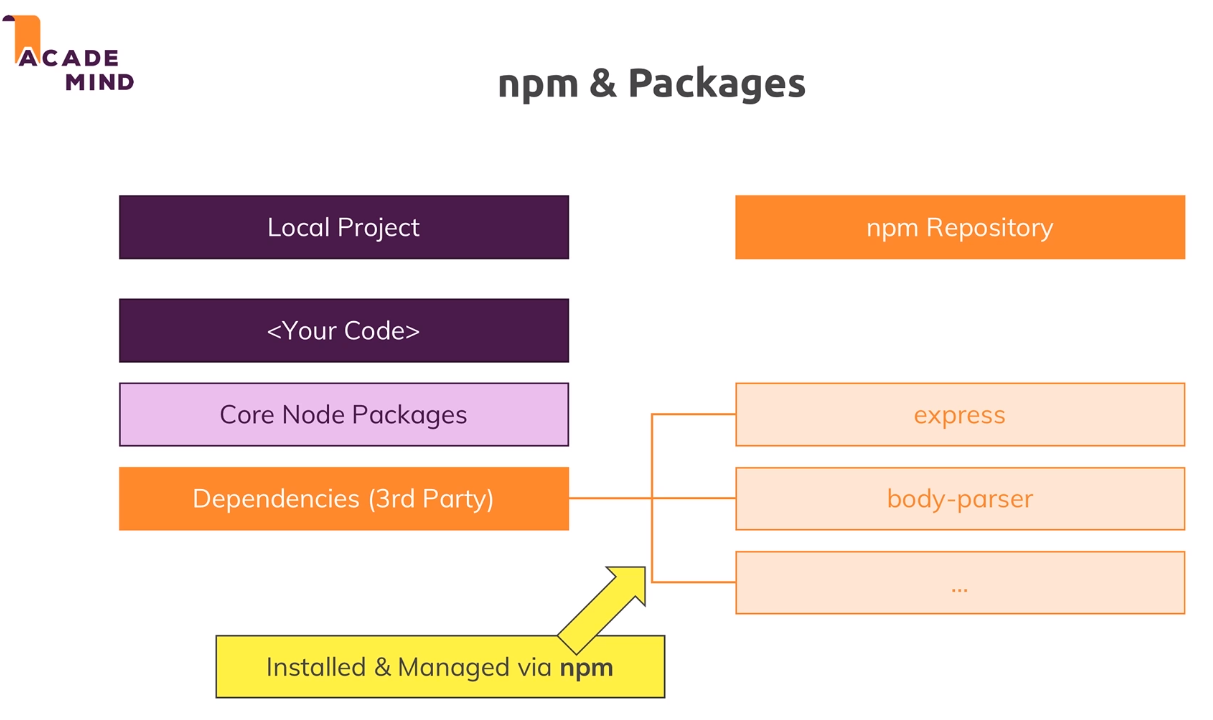 ACADE
MIND
npm & Packages
Local Project
npm Repository
<Your Code>
Core Node Packages
express
Dependencies (3rd Party)
body-parser
...
Installed & Managed via npm